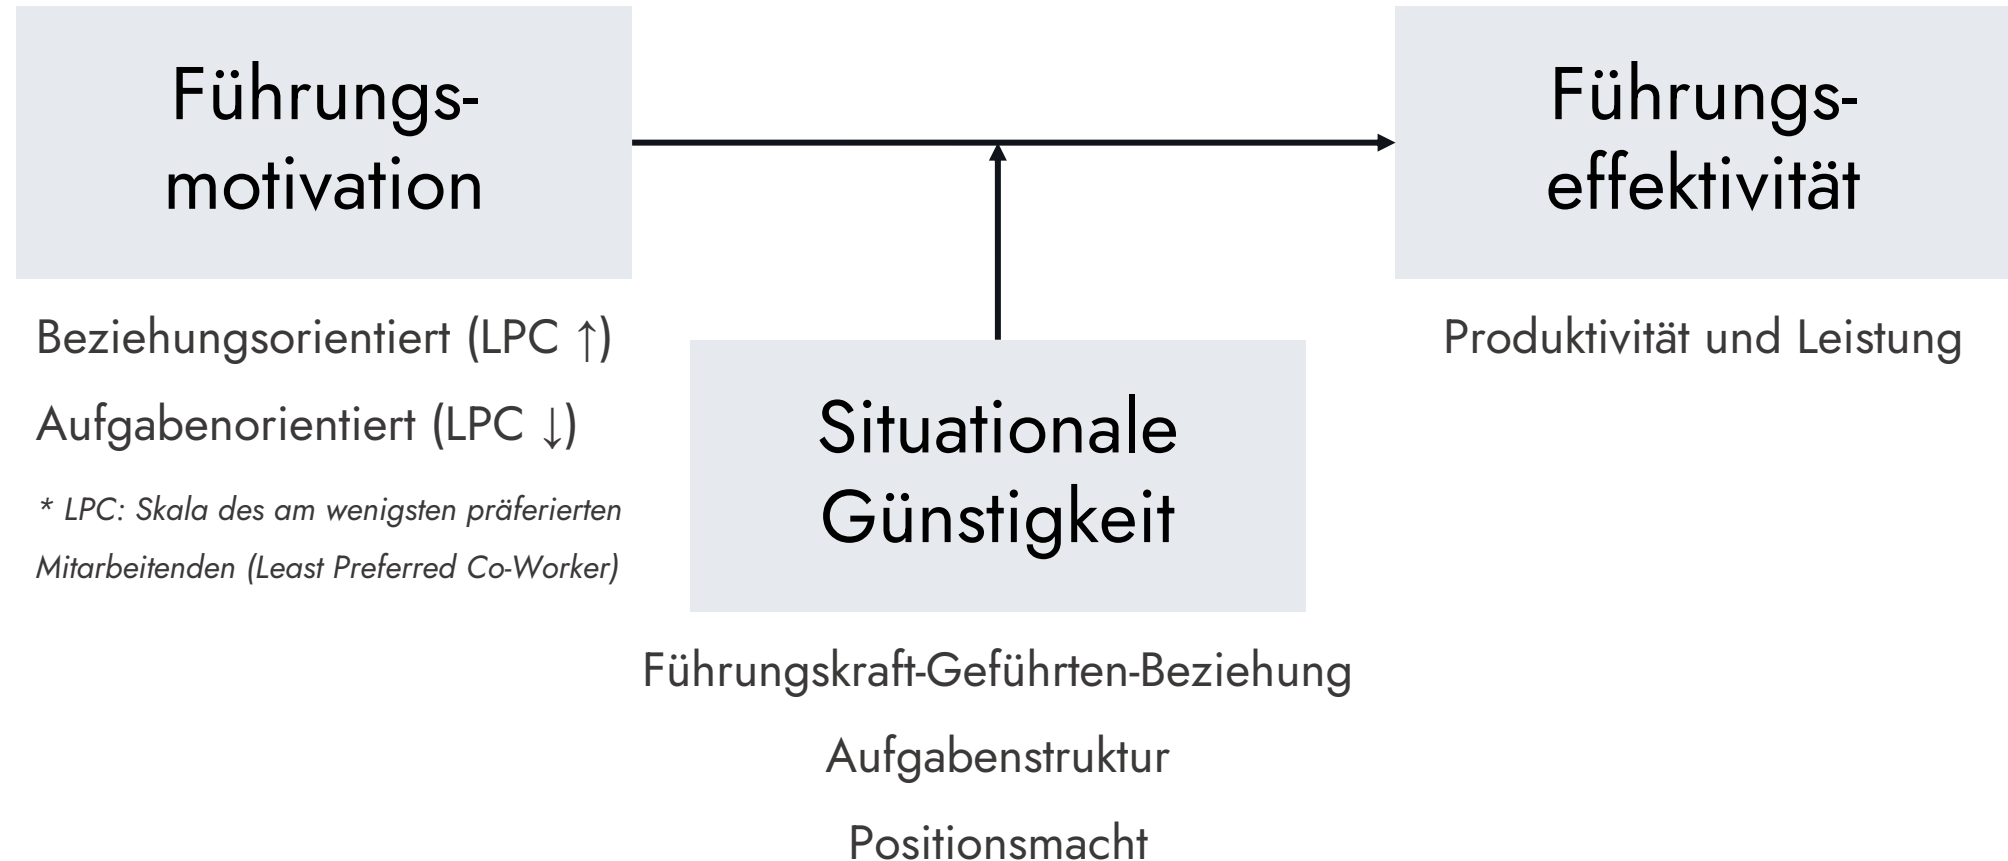 Führungs-
motivation
Beziehungsorientiert (LPC ↑)
Aufgabenorientiert (LPC ↓)
* LPC: Skala des am wenigsten präferierten
Mitarbeitenden (Least Preferred Co-Worker)
Situationale
Günstigkeit
Führungskraft-Geführten-Beziehung
Aufgabenstruktur
Positionsmacht
Führungs-
effektivität
Produktivität und Leistung